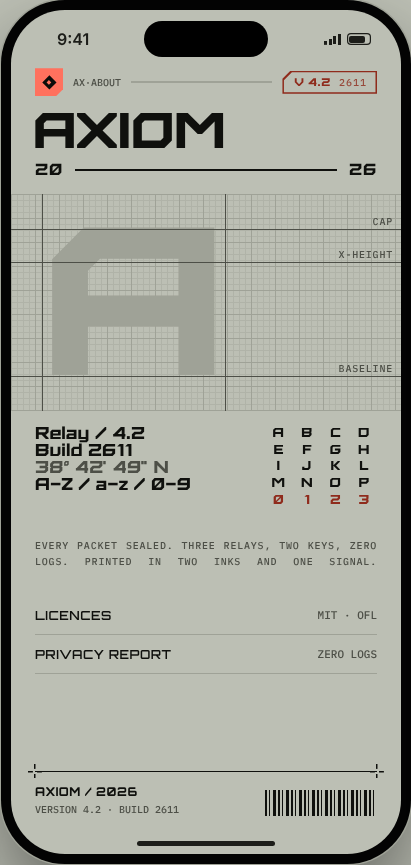 9:41
AX·ABOUT
V 4.2 2611
AXIOM
20 26
CAP
X-HEIGHT
A
BASELINE
Relay / 4.2
Build 2611
38° 42' 49" N
A–Z / a–z / 0–9
A B C D
E F G H
I J K L
M N O P
0 1 2 3
EVERY PACKET SEALED. THREE RELAYS, TWO KEYS, ZERO
LOGS. PRINTED IN TWO INKS AND ONE SIGNAL.
LICENCES MIT · OFL
PRIVACY REPORT ZERO LOGS
AXIOM / 2026
VERSION 4.2 · BUILD 2611